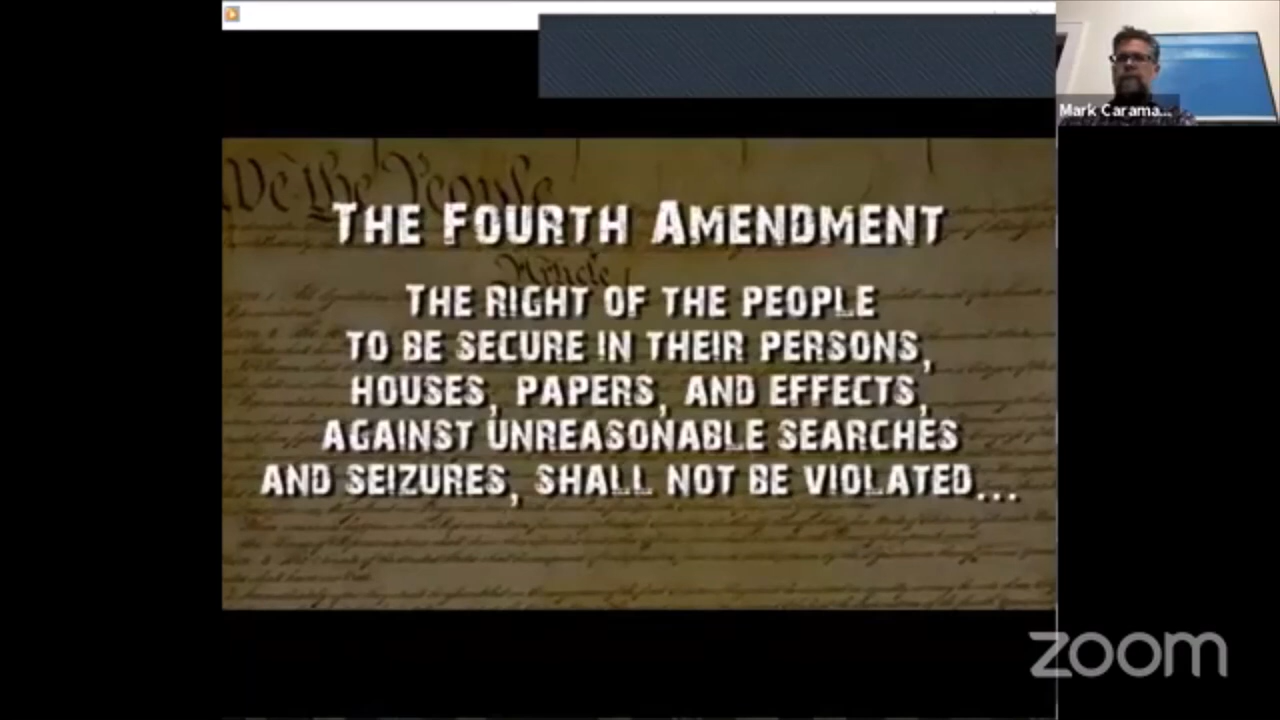 Mark Carama...
We the People
THE FOURTH AMENDMENT
Article I
THE RIGHT OF THE PEOPLE
TO BE SECURE IN THEIR PERSONS,
HOUSES, PAPERS, AND EFFECTS,
AGAINST UNREASONABLE SEARCHES
AND SEIZURES, SHALL NOT BE VIOLATED...
zoom